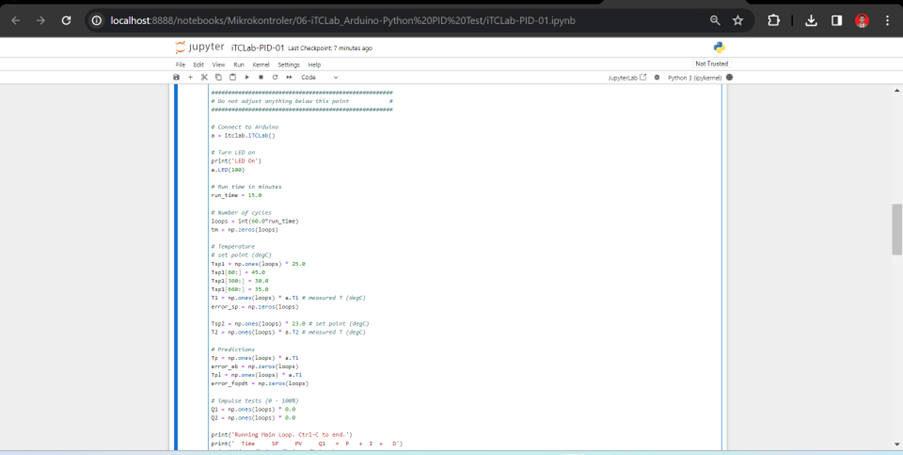 localhost:8888/notebooks/Mikrokontroler/06-iTCLab_Arduino-Python%20PID%20Test/iTCLab-PID-01.ipynb
jupyter iTCLab-PID-01 Last Checkpoint: 7 minutes ago
File Edit View Run Kernel Settings Help
Not Trusted
Code
JupyterLab
Python 3 (ipykernel)
######################################################
# Do not adjust anything below this point #
######################################################
# Connect to Arduino
a = itclab.iTCLab()
# Turn LED on
print('LED On')
a.LED(100)
# Run time in minutes
run_time = 15.0
# Number of cycles
loops = int(60.0*run_time)
tm = np.zeros(loops)
# Temperature
# set point (degC)
Tsp1 = np.ones(loops) * 25.0
Tsp1[60:] = 45.0
Tsp1[360:] = 30.0
Tsp1[660:] = 35.0
T1 = np.ones(loops) * a.T1 # measured T (degC)
error_sp = np.zeros(loops)
Tsp2 = np.ones(loops) * 23.0 # set point (degC)
T2 = np.ones(loops) * a.T2 # measured T (degC)
# Predictions
Tp = np.ones(loops) * a.T1
error_eb = np.zeros(loops)
Tpl = np.ones(loops) * a.T1
error_fopdt = np.zeros(loops)
# impulse tests (0 - 100%)
Q1 = np.ones(loops) * 0.0
Q2 = np.ones(loops) * 0.0
print('Running Main Loop. Ctrl-C to end.')
print(' Time SP PV Q1 = P + I + D')